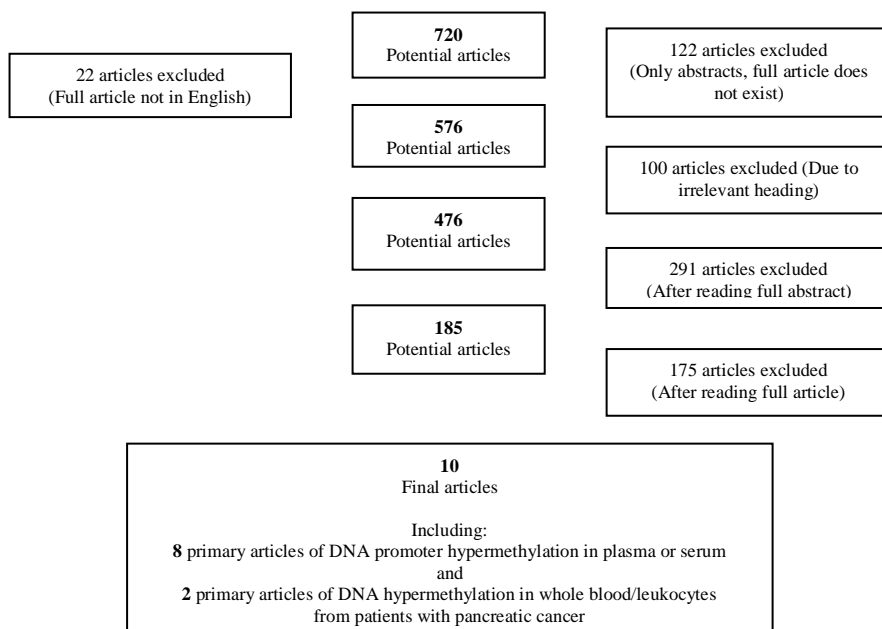 720
Potential articles
22 articles excluded
(Full article not in English)
122 articles excluded
(Only abstracts, full article does
not exist)
576
Potential articles
100 articles excluded (Due to
irrelevant heading)
476
Potential articles
291 articles excluded
(After reading full abstract)
185
Potential articles
175 articles excluded
(After reading full article)
10
Final articles
Including:
8 primary articles of DNA promoter hypermethylation in plasma or serum
and
2 primary articles of DNA hypermethylation in whole blood/leukocytes
from patients with pancreatic cancer